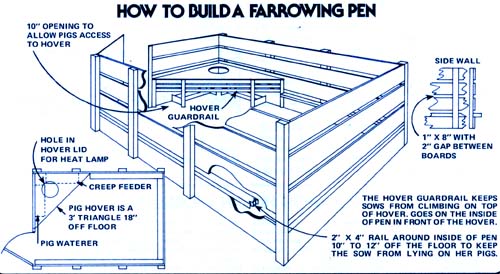 HOW TO BUILD A FARROWING PEN
10" OPENING TO
ALLOW PIGS ACCESS
TO HOVER
HOVER
GUARDRAIL
SIDE WALL
1" X 8" WITH
2" GAP BETWEEN
BOARDS
HOLE IN
HOVER LID
FOR HEAT LAMP
CREEP FEEDER
PIG HOVER IS A
3' TRIANGLE 18"
OFF FLOOR
PIG WATERER
THE HOVER GUARDRAIL KEEPS
SOWS FROM CLIMBING ON TOP
OF HOVER. GOES ON THE INSIDE
OF PEN IN FRONT OF THE HOVER.
2" X 4" RAIL AROUND INSIDE OF PEN
10" TO 12" OFF THE FLOOR TO KEEP
THE SOW FROM LYING ON HER PIGS.